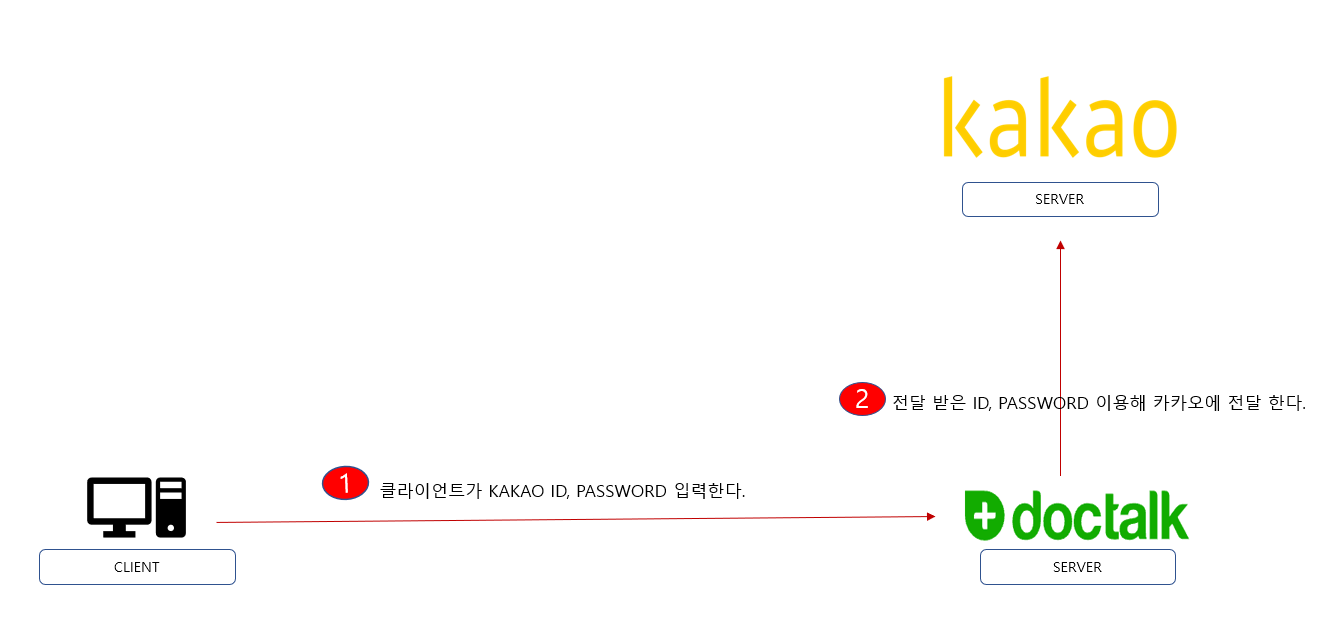 kakao
SERVER
2 전달 받은 ID, PASSWORD 이용해 카카오에 전달 한다.
1 클라이언트가 KAKAO ID, PASSWORD 입력한다.
doctalk
CLIENT
SERVER